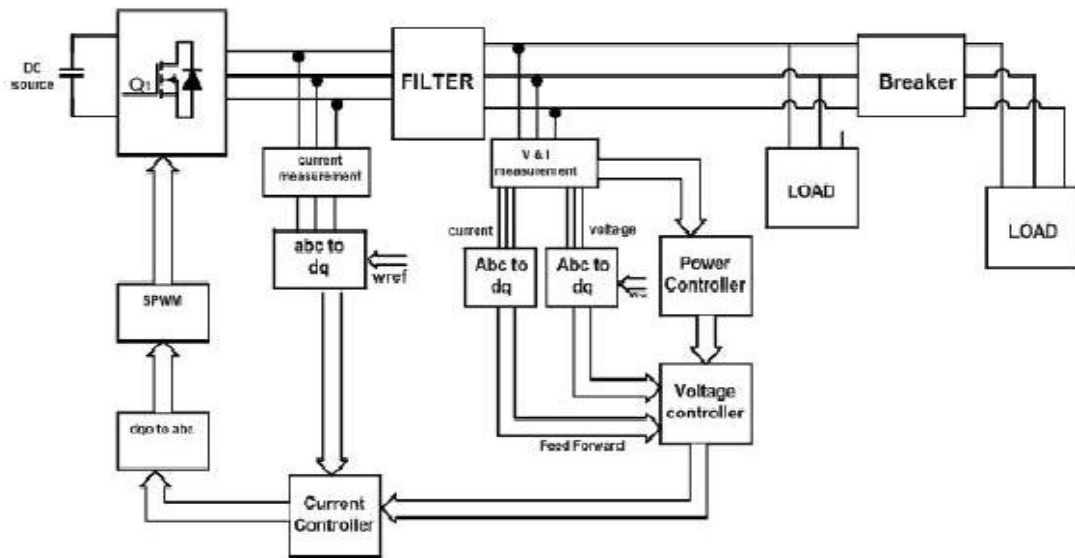 DC
source
Q1
FILTER
Breaker
current
measurement
V & I
measurement
LOAD
LOAD
current
voltage
abc to
dq
wref
Abc to
dq
Abc to
dq
Power
Controller
SPWM
Voltage
controller
dqo to abc
Feed Forward
Current
Controller